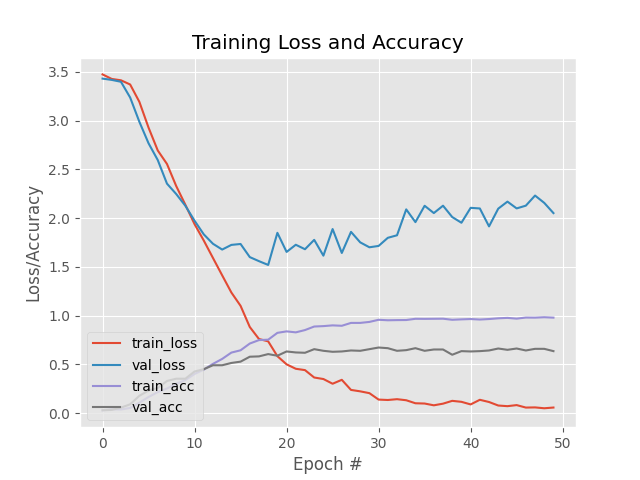 Training Loss and Accuracy
Loss/Accuracy
3.5
3.0
2.5
2.0
1.5
1.0
0.5
0.0
train_loss
val_loss
train_acc
val_acc
0 10 20 30 40 50
Epoch #